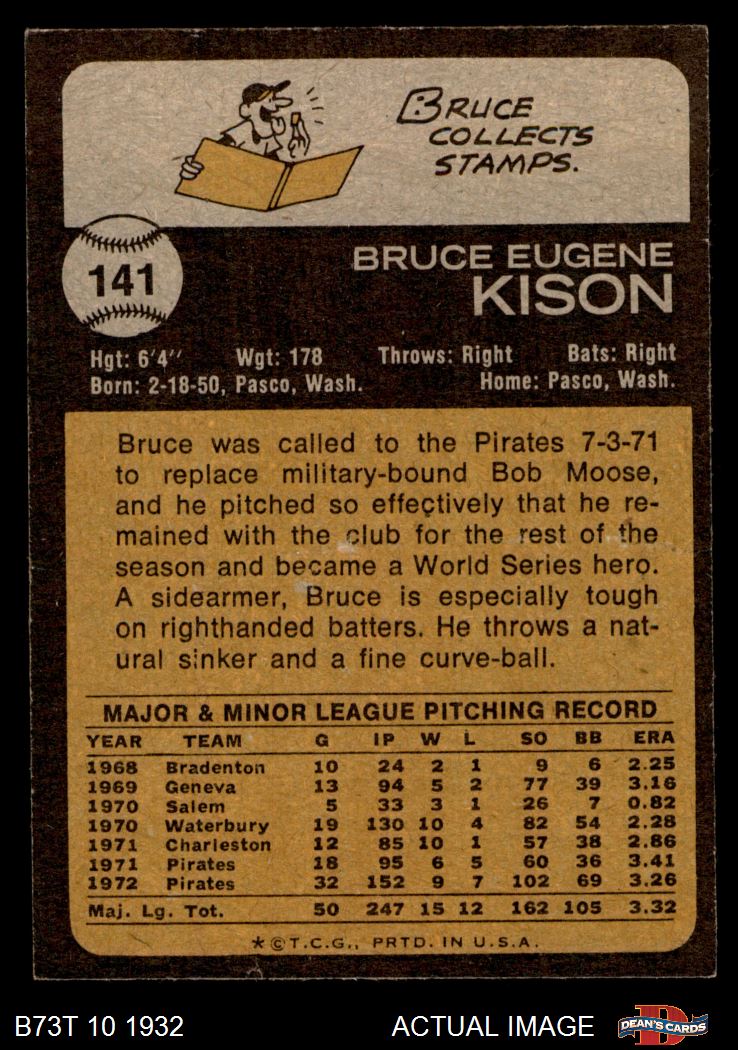 BRUCE
COLLECTS
STAMPS.
141
BRUCE EUGENE
KISON
Hgt: 6'4" Wgt: 178 Throws: Right Bats: Right
Born: 2-18-50, Pasco, Wash. Home: Pasco, Wash.
Bruce was called to the Pirates 7-3-71
to replace military-bound Bob Moose,
and he pitched so effectively that he re-
mained with the club for the rest of the
season and became a World Series hero.
A sidearmer, Bruce is especially tough
on righthanded batters. He throws a nat-
ural sinker and a fine curve-ball.
MAJOR & MINOR LEAGUE PITCHING RECORD
YEAR TEAM G IP W L SO BB ERA
1968 Bradenton 10 24 2 1 9 6 2.25
1969 Geneva 13 94 5 2 77 39 3.16
1970 Salem 5 33 3 1 26 7 0.82
1970 Waterbury 19 130 10 4 82 54 2.28
1971 Charleston 12 85 10 1 57 38 2.86
1971 Pirates 18 95 6 5 60 36 3.41
1972 Pirates 32 152 9 7 102 69 3.26
Maj. Lg. Tot. 50 247 15 12 162 105 3.32
*©T.C.G., PRTD. IN U.S.A.
B73T 10 1932 ACTUAL IMAGE D DEAN'S CARDS